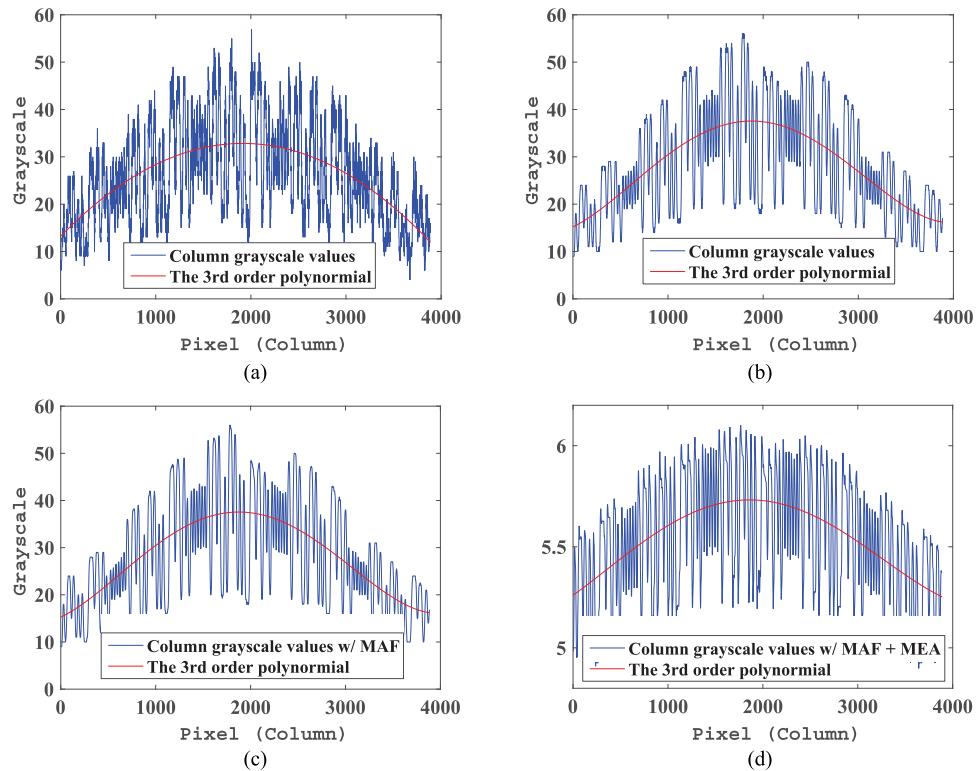 (a)
60
50
40
30
20
10
0
Grayscale
Column grayscale values
The 3rd order polynormial
0 1000 2000 3000 4000
Pixel (Column)
(a)
(b)
60
50
40
30
20
10
0
Grayscale
Column grayscale values
The 3rd order polynormial
0 1000 2000 3000 4000
Pixel (Column)
(b)
60
50
40
30
20
10
0
Grayscale
Column grayscale values w/ MAF
The 3rd order polynormial
0 1000 2000 3000 4000
Pixel (Column)
(c)
6
5.5
5
Column grayscale values w/ MAF + MEA
The 3rd order polynormial
0 1000 2000 3000 4000
Pixel (Column)
(d)